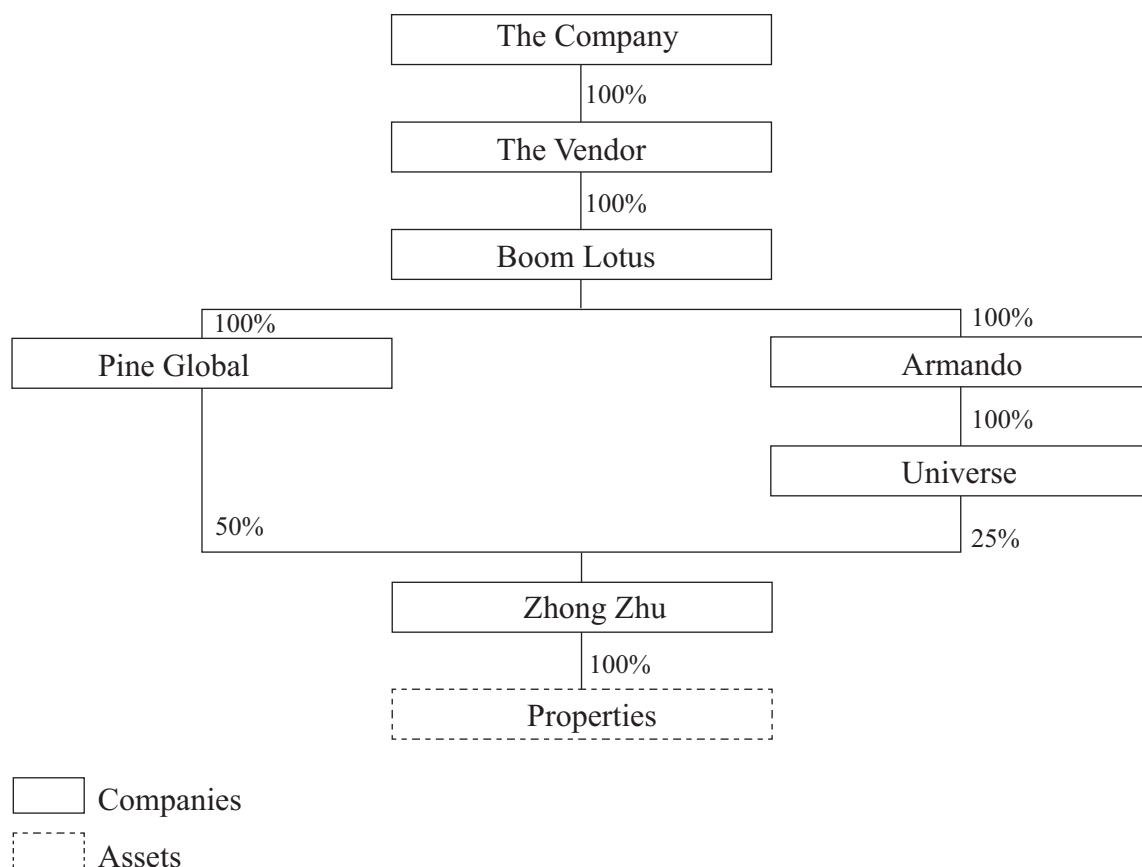 The Company
100%
The Vendor
100%
Boom Lotus
100%
100%
Pine Global
Armando
100%
Universe
50%
25%
Zhong Zhu
100%
Properties
Companies
Assets